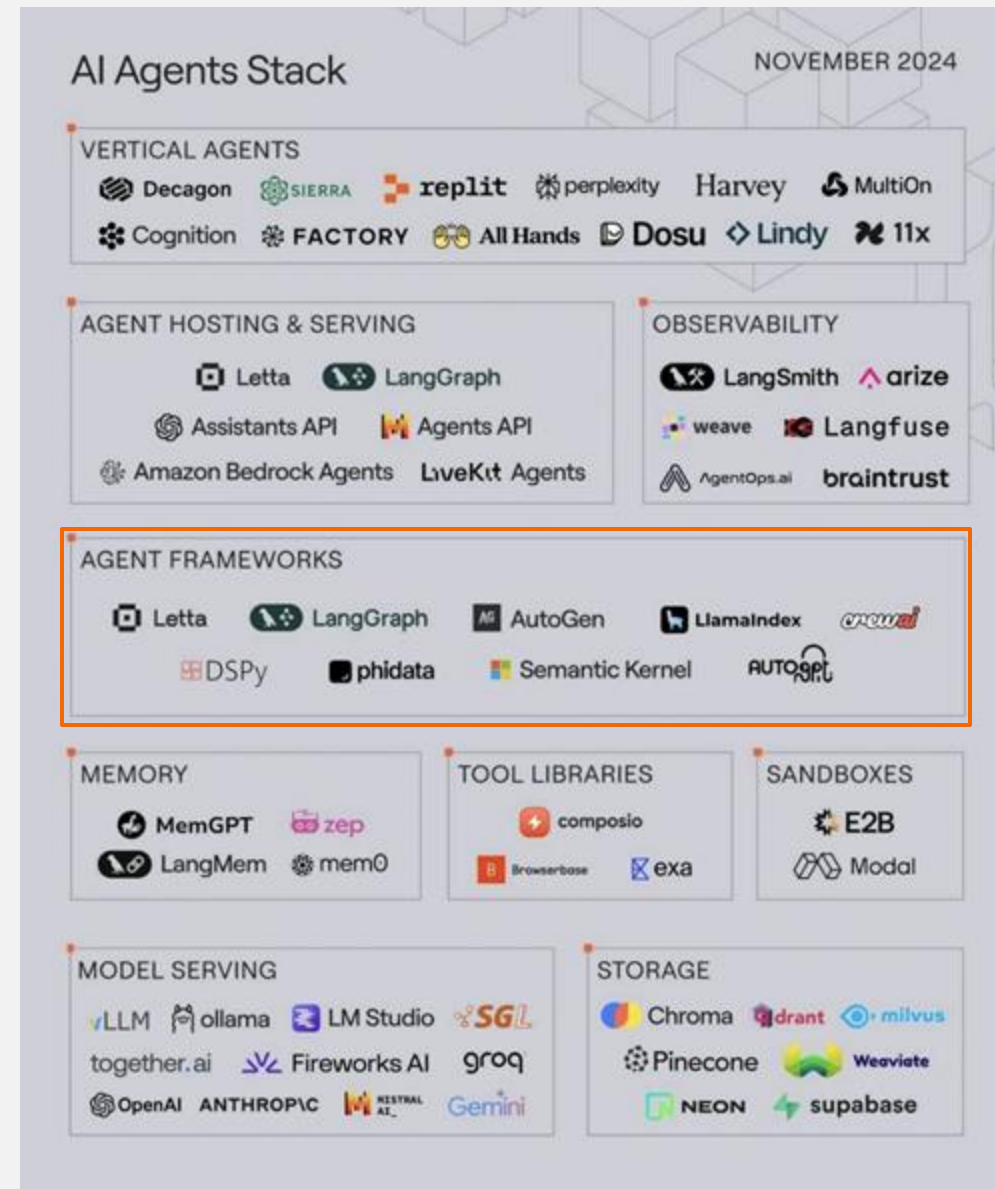 AI Agents Stack
NOVEMBER 2024
VERTICAL AGENTS
Decagon SIERRA replit perplexity Harvey MultiOn
Cognition FACTORY All Hands Dosu Lindy 11x
AGENT HOSTING & SERVING
Letta LangGraph
Assistants API Agents API
Amazon Bedrock Agents LiveKit Agents
OBSERVABILITY
LangSmith arize
weave Langfuse
AgentOps.ai braintrust
AGENT FRAMEWORKS
Letta LangGraph AG AutoGen LlamaIndex crewai
DSPy phidata Semantic Kernel AUTOgpt
MEMORY
MemGPT zep
LangMem mem0
TOOL LIBRARIES
composio
B Browserbase exa
SANDBOXES
E2B
Modal
MODEL SERVING
vLLM ollama LM Studio SGL
together.ai Fireworks AI groq
OpenAI ANTHROP\C MISTRAL AI_ Gemini
STORAGE
Chroma qdrant milvus
Pinecone Weaviate
NEON supabase